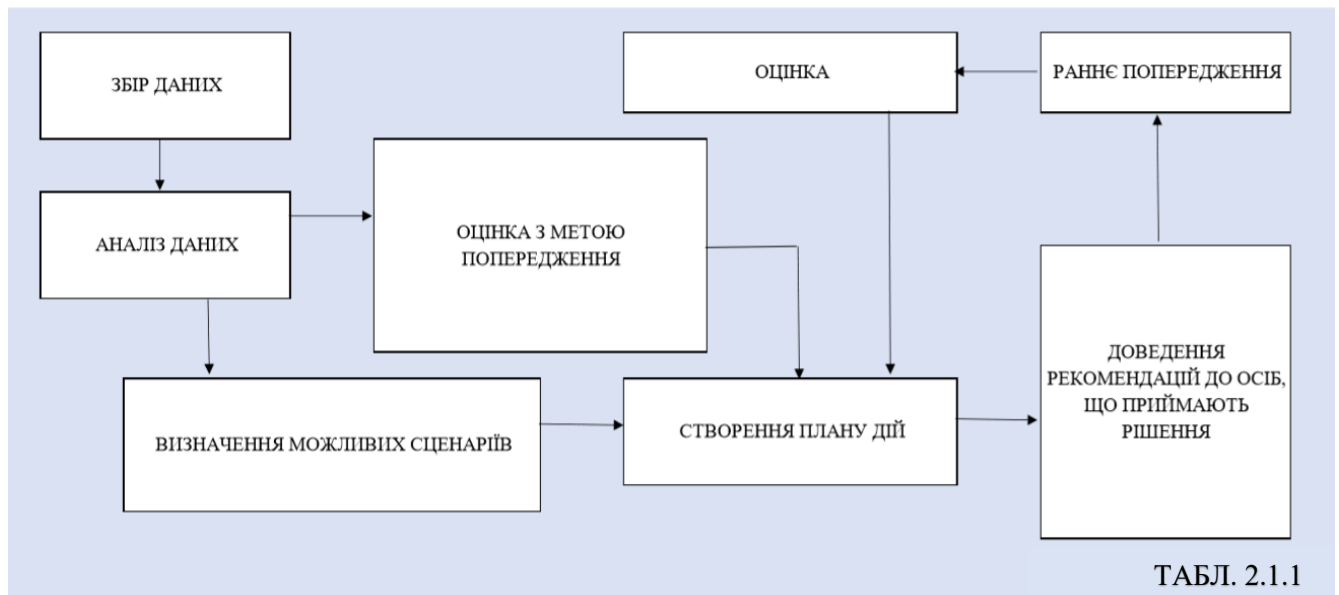 ЗБІР ДАНИХ
ОЦІНКА
РАННЄ ПОПЕРЕДЖЕННЯ
АНАЛІЗ ДАНИХ
ОЦІНКА З МЕТОЮ
ПОПЕРЕДЖЕННЯ
ВИЗНАЧЕННЯ МОЖЛИВИХ СЦЕНАРІЇВ
СТВОРЕННЯ ПЛАНУ ДІЙ
ДОВЕДЕННЯ
РЕКОМЕНДАЦІЙ ДО ОСІБ,
ЩО ПРИЙМАЮТЬ
РІШЕННЯ
ТАБЛ. 2.1.1